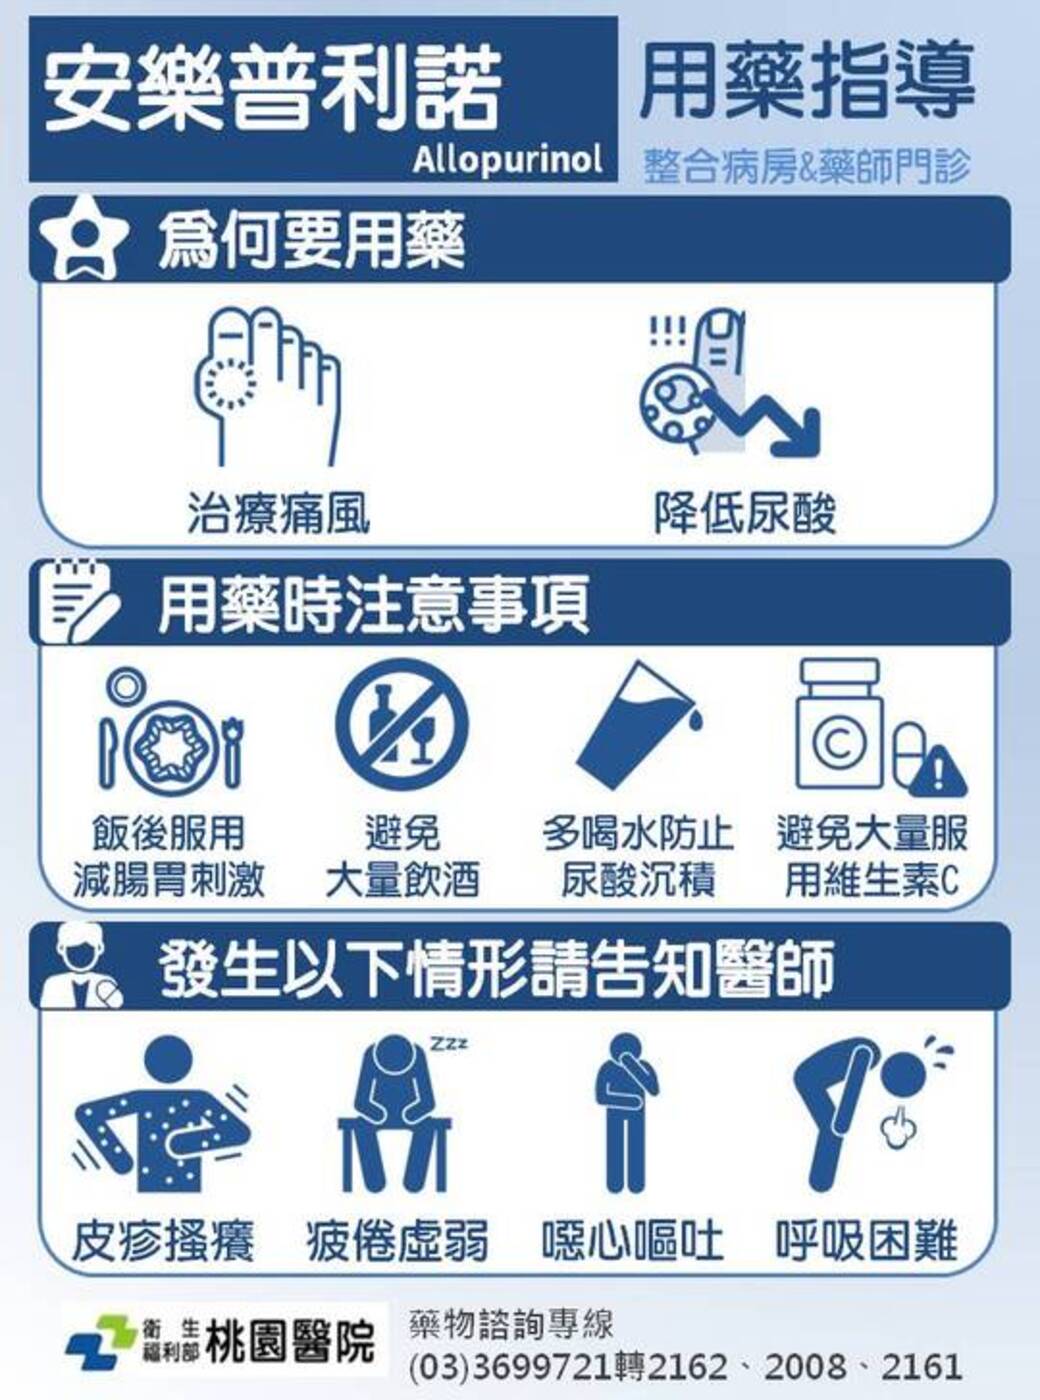 安樂普利諾
Allopurinol
用藥指導
整合病房&藥師門診
爲何要用藥
!!!
治療痛風
降低尿酸
用藥時注意事項
C
!
飯後服用
減腸胃刺激
避免
大量飲酒
多喝水防止
尿酸沉積
避免大量服
用維生素C
發生以下情形請告知醫師
zzz
皮疹搔癢
疲倦虛弱
噁心嘔吐
呼吸困難
衛生
福利部
桃園醫院
藥物諮詢專線
(03)3699721轉2162、2008、2161